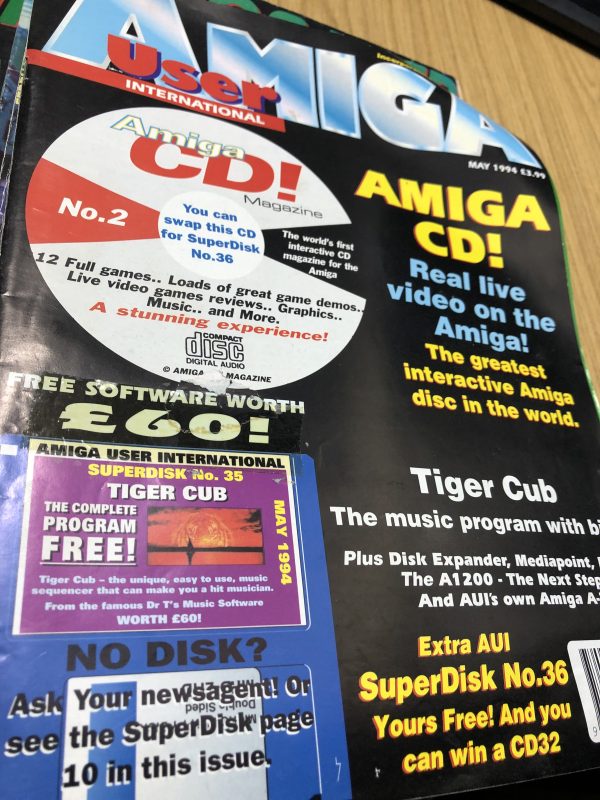 AMIGA
User
INTERNATIONAL
MAY 1994 £3.99
Amiga
CD!
Magazine
No.2
You can
swap this CD
for SuperDisk
No.36
The world's first
interactive CD
magazine for the
Amiga
12 Full games.. Loads of great game demos..
Live video games reviews.. Graphics..
Music.. and More.
A stunning experience!
COMPACT
disc
DIGITAL AUDIO
© AMIGA MAGAZINE
AMIGA
CD!
Real live
video on the
Amiga!
The greatest
interactive Amiga
disc in the world.
FREE SOFTWARE WORTH
£60!
AMIGA USER INTERNATIONAL
SUPERDISK No. 35
TIGER CUB
THE COMPLETE
PROGRAM
FREE!
MAY 1994
Tiger Cub – the unique, easy to use, music
sequencer that can make you a hit musician.
From the famous Dr T's Music Software
WORTH £60!
NO DISK?
Double Sided
Ask Your newsagent! Or
see the SuperDisk page
10 in this issue.
Tiger Cub
The music program with
Plus Disk Expander, Mediapoint,
The A1200 - The Next Step
And AUI's own Amiga A-
Extra AUI
SuperDisk No.36
Yours Free! And you
can win a CD32
9